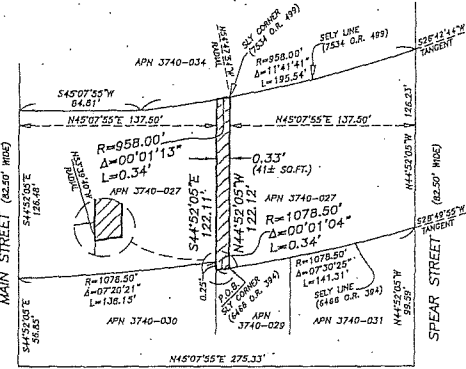 SLY CORNER
(7534 O.R. 499)
RADIAL
R=958.00'
Δ=11°41'41"
L=195.54'
SLY LINE
(7534 O.R. 499)
S26°42'44"W
TANGENT
APN 3740-034
S45°07'55"W
64.81'
N45°07'55"E 137.50'
N45°07'55"E 137.50'
126.23'
R=958.00'
Δ=00°01'13"
L=0.34'
0.33'
(41± SQ.FT.)
MAIN STREET (82.50' WIDE)
S44°52'05"E
126.48'
RADIAL
APN 3740-027
S44°52'05"E
122.11'
N44°52'05"W
122.12'
APN 3740-027
R=1078.50'
Δ=00°01'04"
L=0.34'
N44°52'05"W
SPEAR STREET (82.50' WIDE)
S28°49'55"W
TANGENT
R=1078.50'
Δ=07°20'21"
L=138.15'
0.25'
P.O.B.
SLY CORNER
(6466 O.R. 394)
R=1078.50'
Δ=07°30'25"
L=141.31'
SLY LINE
(6466 O.R. 394)
S44°52'05"E
56.85'
APN 3740-030
APN
3740-029
APN 3740-031
N44°52'05"W
99.59'
N45°07'55"E 275.33'